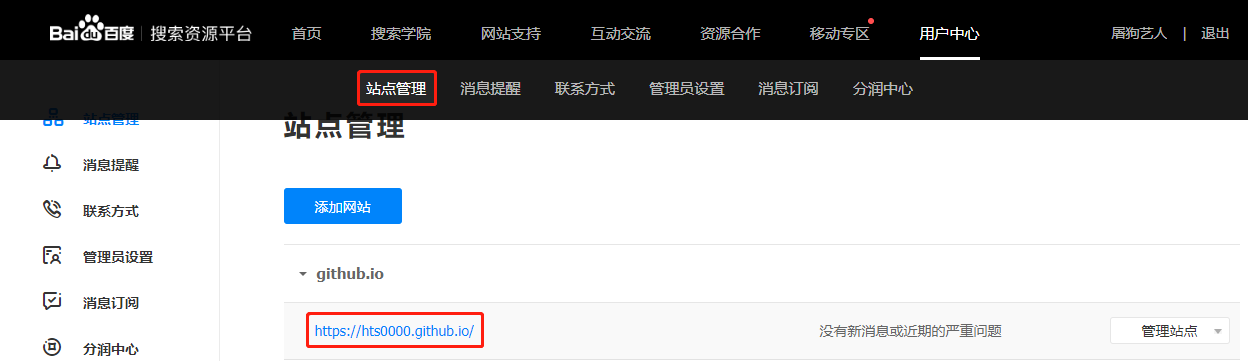 Bai du 百度 | 搜索资源平台 首页 搜索学院 网站支持 互动交流 资源合作 移动专区 用户中心 屠狗艺人 | 退出
站点管理 消息提醒 联系方式 管理员设置 消息订阅 分润中心
站点管理
站点管理
消息提醒
联系方式
管理员设置
消息订阅
分润中心
添加网站
github.io
https://hts0000.github.io/ 没有新消息或近期的严重问题 管理站点